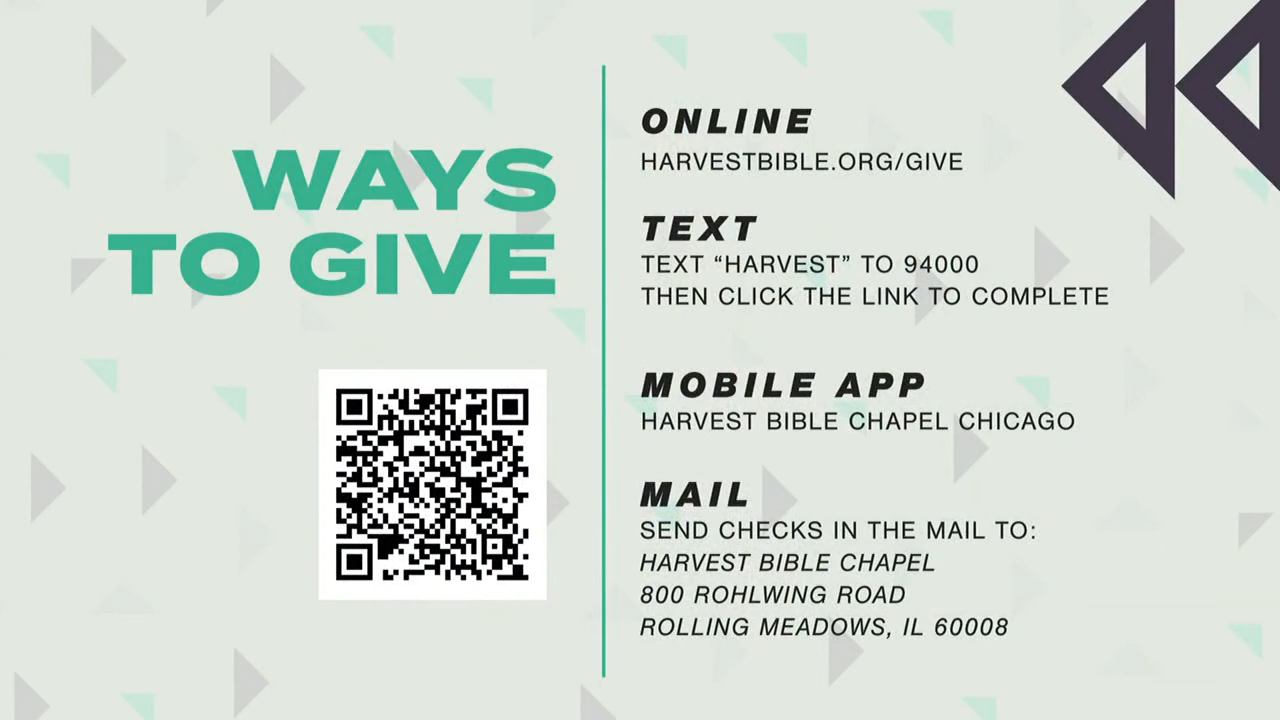 WAYS
TO GIVE
ONLINE
HARVESTBIBLE.ORG/GIVE
TEXT
TEXT “HARVEST” TO 94000
THEN CLICK THE LINK TO COMPLETE
MOBILE APP
HARVEST BIBLE CHAPEL CHICAGO
MAIL
SEND CHECKS IN THE MAIL TO:
HARVEST BIBLE CHAPEL
800 ROHLWING ROAD
ROLLING MEADOWS, IL 60008